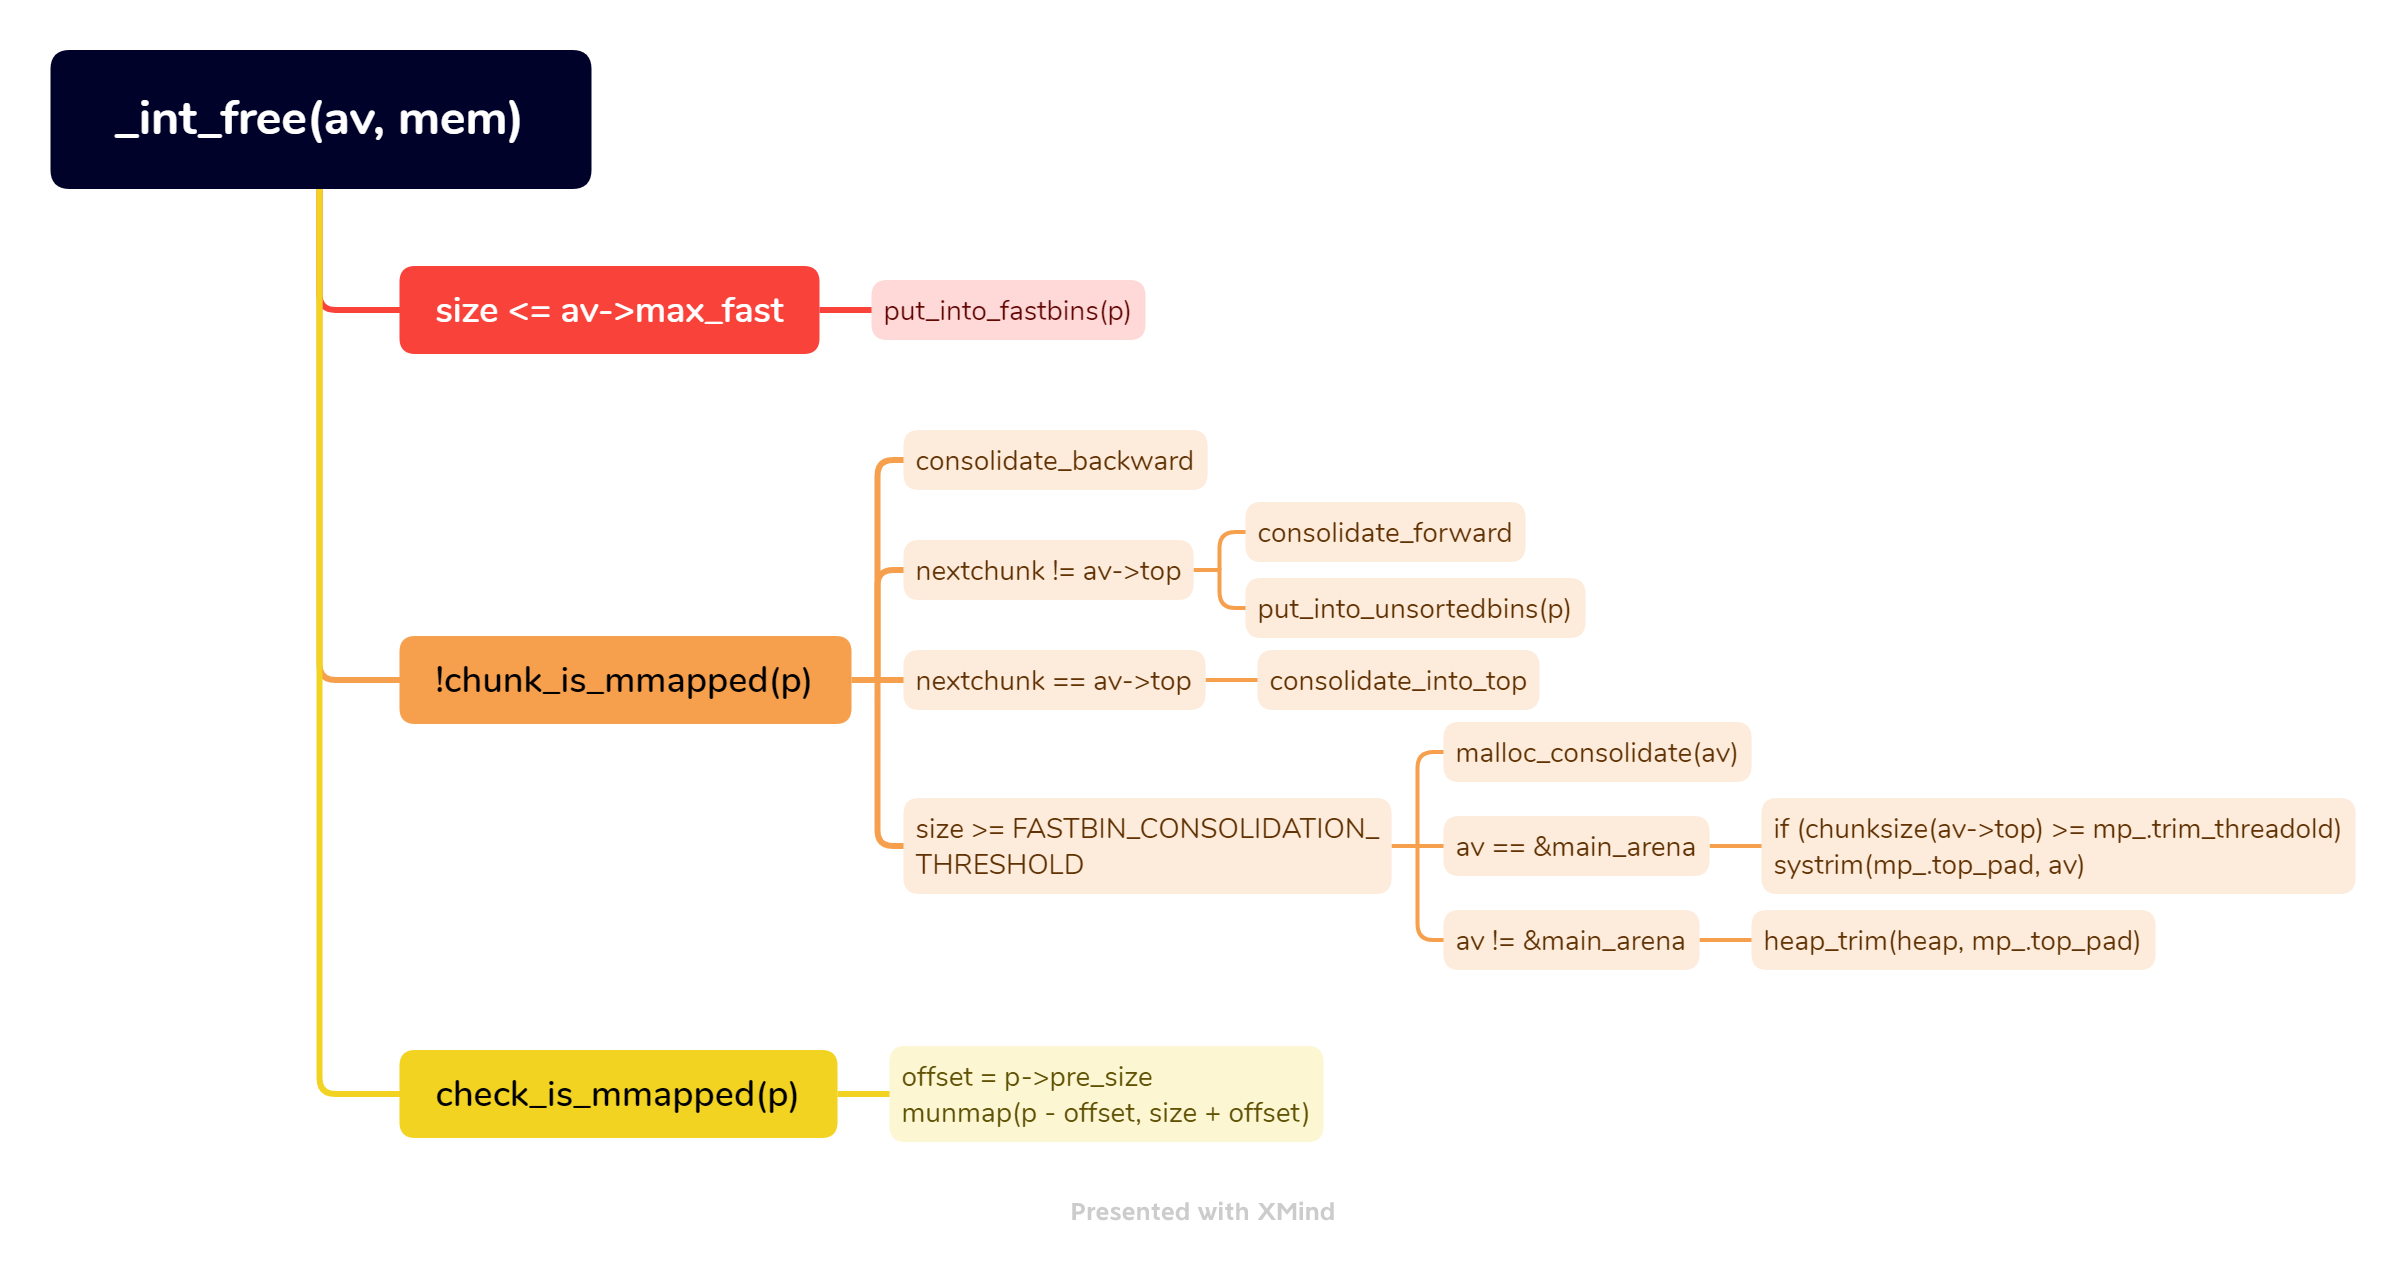 _int_free(av, mem)
size <= av->max_fast
put_into_fastbins(p)
!chunk_is_mmapped(p)
consolidate_backward
nextchunk != av->top
consolidate_forward
put_into_unsortedbins(p)
nextchunk == av->top
consolidate_into_top
size >= FASTBIN_CONSOLIDATION_
THRESHOLD
malloc_consolidate(av)
av == &main_arena
if (chunksize(av->top) >= mp_.trim_threadold)
systrim(mp_.top_pad, av)
av != &main_arena
heap_trim(heap, mp_.top_pad)
check_is_mmapped(p)
offset = p->pre_size
munmap(p - offset, size + offset)
Presented with XMind